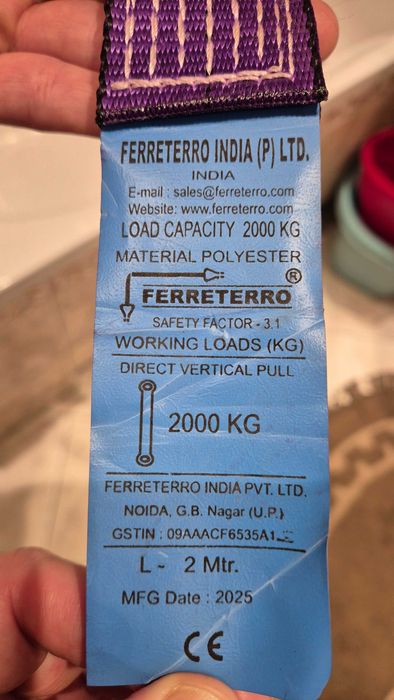 FERRETERRO INDIA (P) LTD.
INDIA
E-mail : sales@ferreterro.com
Website: www.ferreterro.com
LOAD CAPACITY 2000 KG
MATERIAL POLYESTER
FERRETERRO ®
SAFETY FACTOR - 3.1
WORKING LOADS (KG)
DIRECT VERTICAL PULL
2000 KG
FERRETERRO INDIA PVT. LTD.
NOIDA, G.B. Nagar (U.P.)
GSTIN :
L - 2 Mtr.
MFG Date : 2025
CE